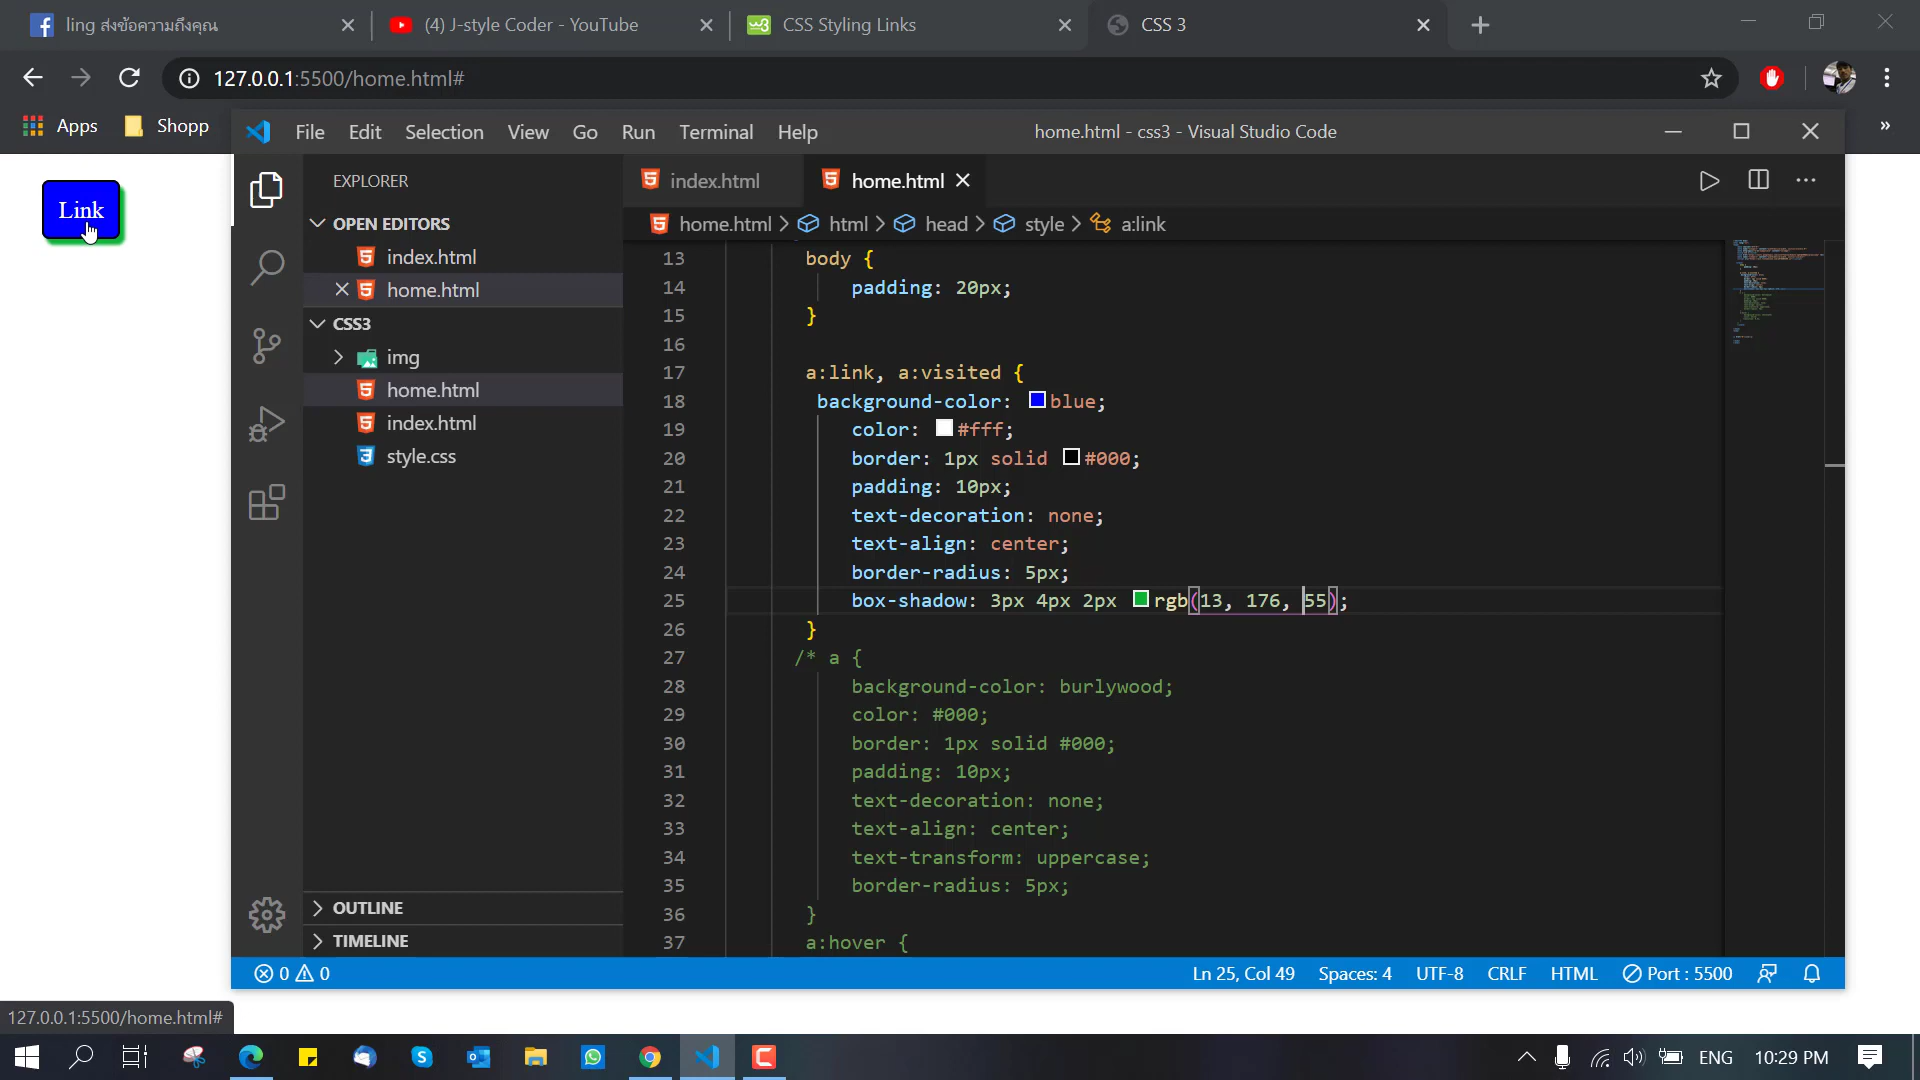 ling ส่งข้อความถึงคุณ
(4) J-style Coder - YouTube
CSS Styling Links
CSS 3
127.0.0.1:5500/home.html#
Apps
Shopp
File Edit Selection View Go Run Terminal Help
home.html - css3 - Visual Studio Code
Link
EXPLORER
OPEN EDITORS
index.html
home.html
CSS3
img
home.html
index.html
style.css
OUTLINE
TIMELINE
index.html
home.html
home.html > html > head > style > a:link
13 body {
14 padding: 20px;
15 }
16
17 a:link, a:visited {
18 background-color: blue;
19 color: #fff;
20 border: 1px solid #000;
21 padding: 10px;
22 text-decoration: none;
23 text-align: center;
24 border-radius: 5px;
25 box-shadow: 3px 4px 2px rgb(13, 176, 55);
26 }
27 /* a {
28 background-color: burlywood;
29 color: #000;
30 border: 1px solid #000;
31 padding: 10px;
32 text-decoration: none;
33 text-align: center;
34 text-transform: uppercase;
35 border-radius: 5px;
36 }
37 a:hover {
0 0
Ln 25, Col 49
Spaces: 4
UTF-8
CRLF
HTML
Port : 5500
127.0.0.1:5500/home.html#
ENG
10:29 PM